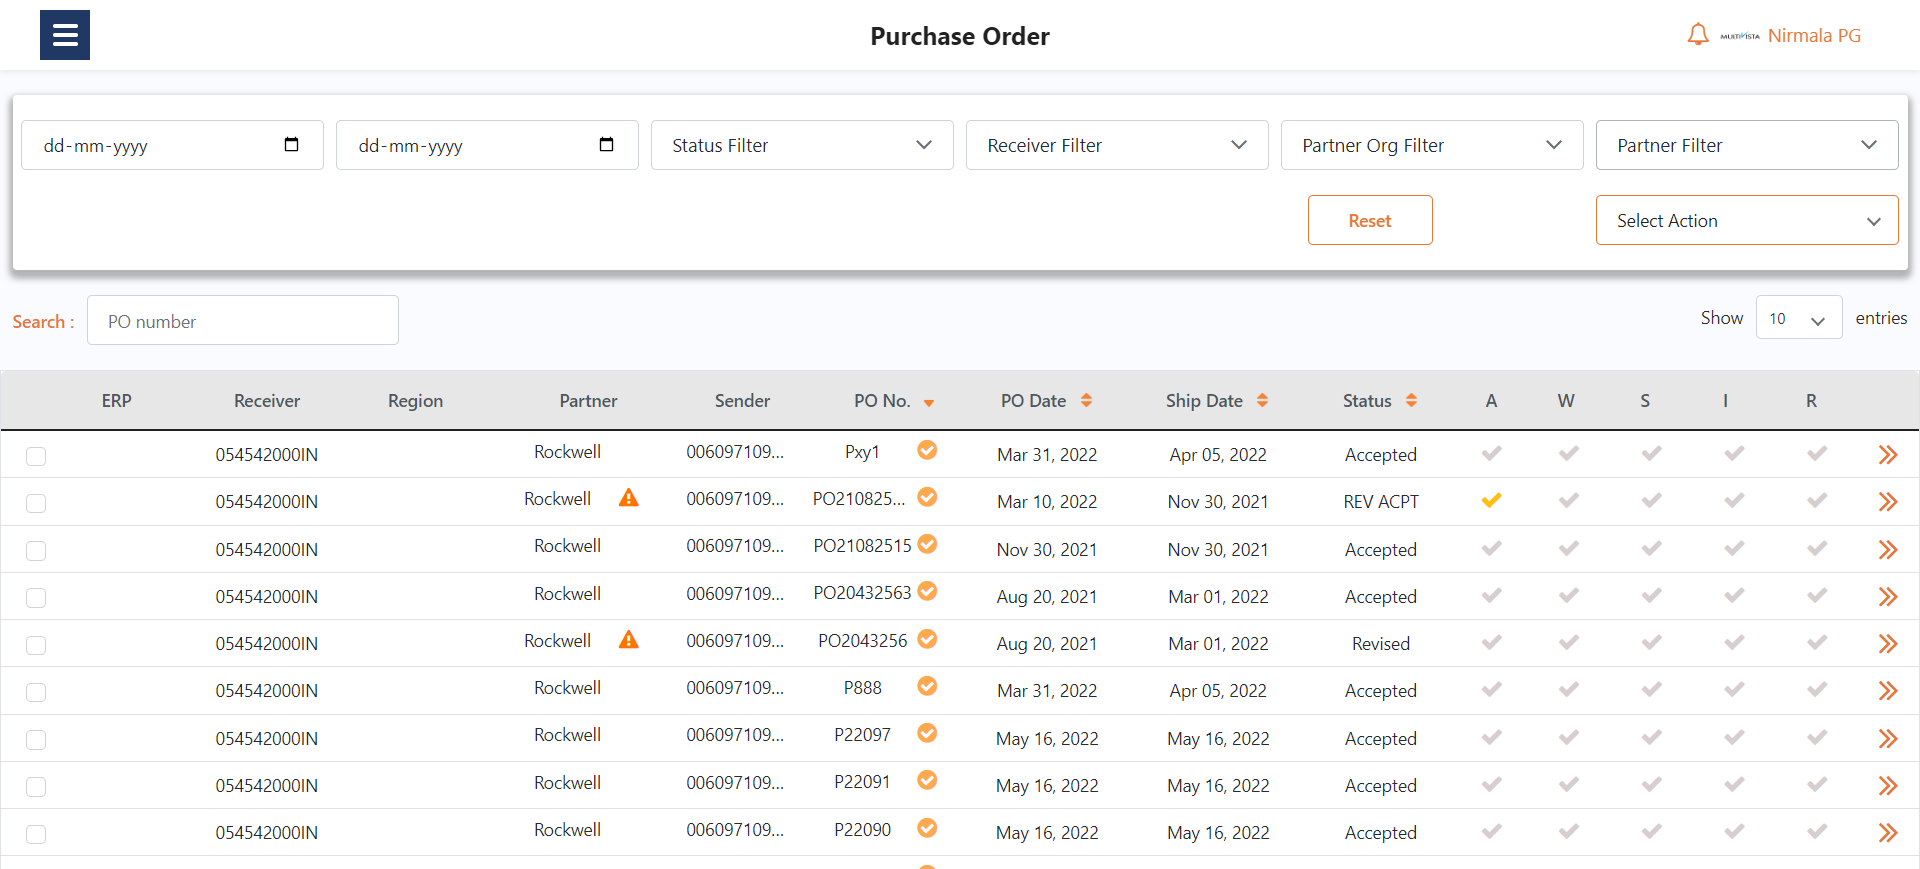 Purchase Order
MULTIVISTA Nirmala PG
dd-mm-yyyy dd-mm-yyyy Status Filter Receiver Filter Partner Org Filter Partner Filter
Reset Select Action
Search : PO number Show 10 entries
ERP Receiver Region Partner Sender PO No. PO Date Ship Date Status A W S I R
054542000IN Rockwell 006097109... Pxy1 Mar 31, 2022 Apr 05, 2022 Accepted
054542000IN Rockwell 006097109... PO210825... Mar 10, 2022 Nov 30, 2021 REV ACPT
054542000IN Rockwell 006097109... PO21082515 Nov 30, 2021 Nov 30, 2021 Accepted
054542000IN Rockwell 006097109... PO20432563 Aug 20, 2021 Mar 01, 2022 Accepted
054542000IN Rockwell 006097109... PO2043256 Aug 20, 2021 Mar 01, 2022 Revised
054542000IN Rockwell 006097109... P888 Mar 31, 2022 Apr 05, 2022 Accepted
054542000IN Rockwell 006097109... P22097 May 16, 2022 May 16, 2022 Accepted
054542000IN Rockwell 006097109... P22091 May 16, 2022 May 16, 2022 Accepted
054542000IN Rockwell 006097109... P22090 May 16, 2022 May 16, 2022 Accepted